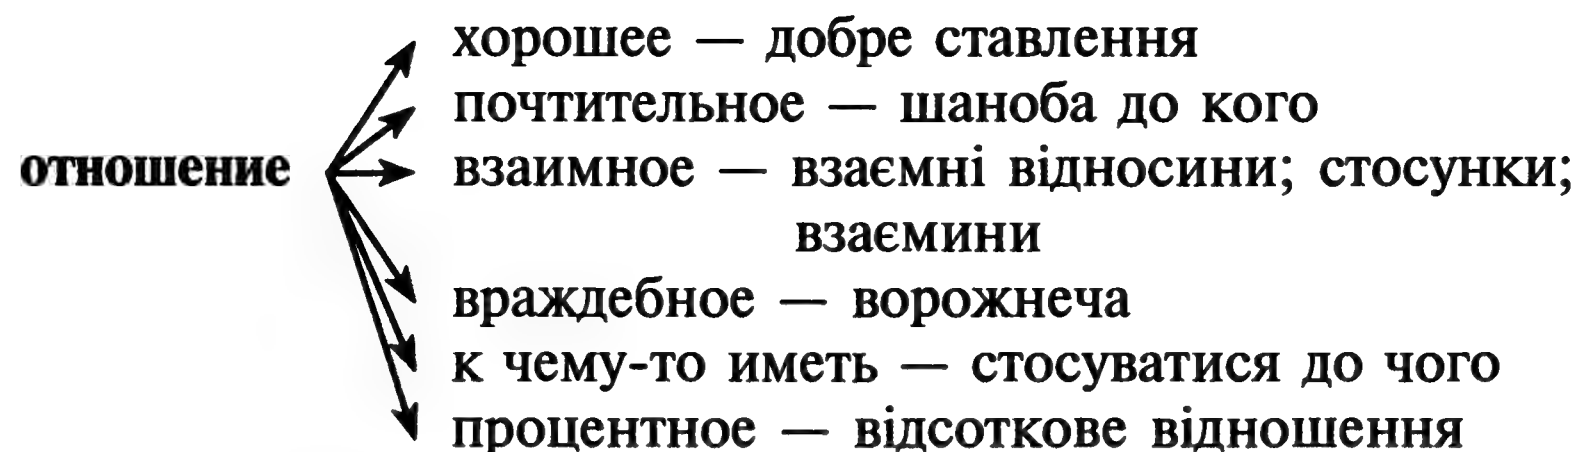 хорошее — добре ставлення
почтительное — шаноба до кого
отношение взаимное — взаємні відносини; стосунки;
взаємини
враждебное — ворожнеча
к чему-то иметь — стосуватися до чого
процентное — відсоткове відношення